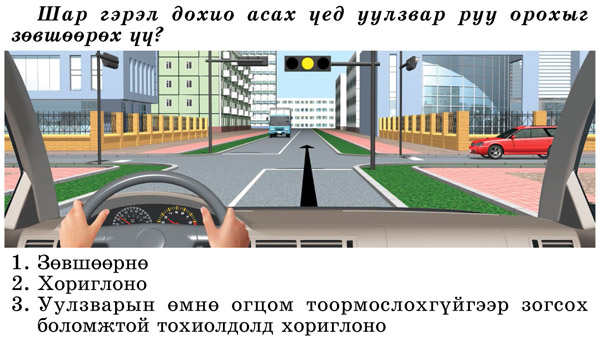 Шар гэрэл дохио асах үед уулзвар руу орохыг
зөвшөөрөх үү?
1. Зөвшөөрнө
2. Хориглоно
3. Уулзварын өмнө огцом тоормослохгүйгээр зогсох
боломжтой тохиолдолд хориглоно